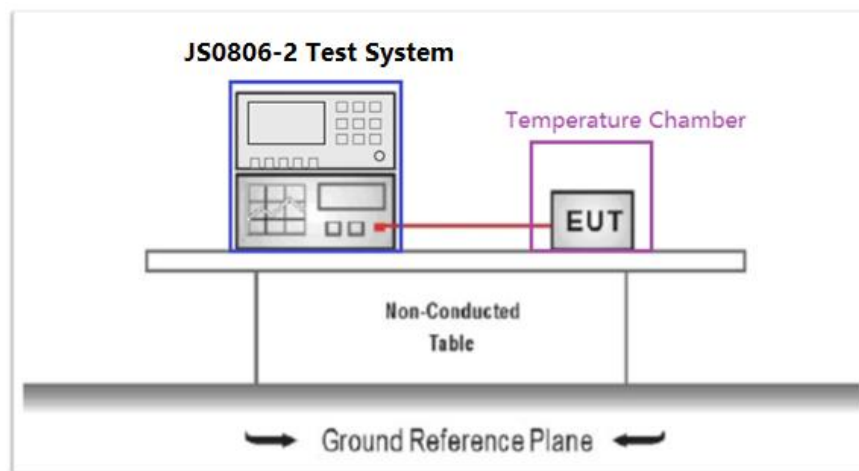 JS0806-2 Test System
Temperature Chamber
EUT
Non-Conducted
Table
Ground Reference Plane